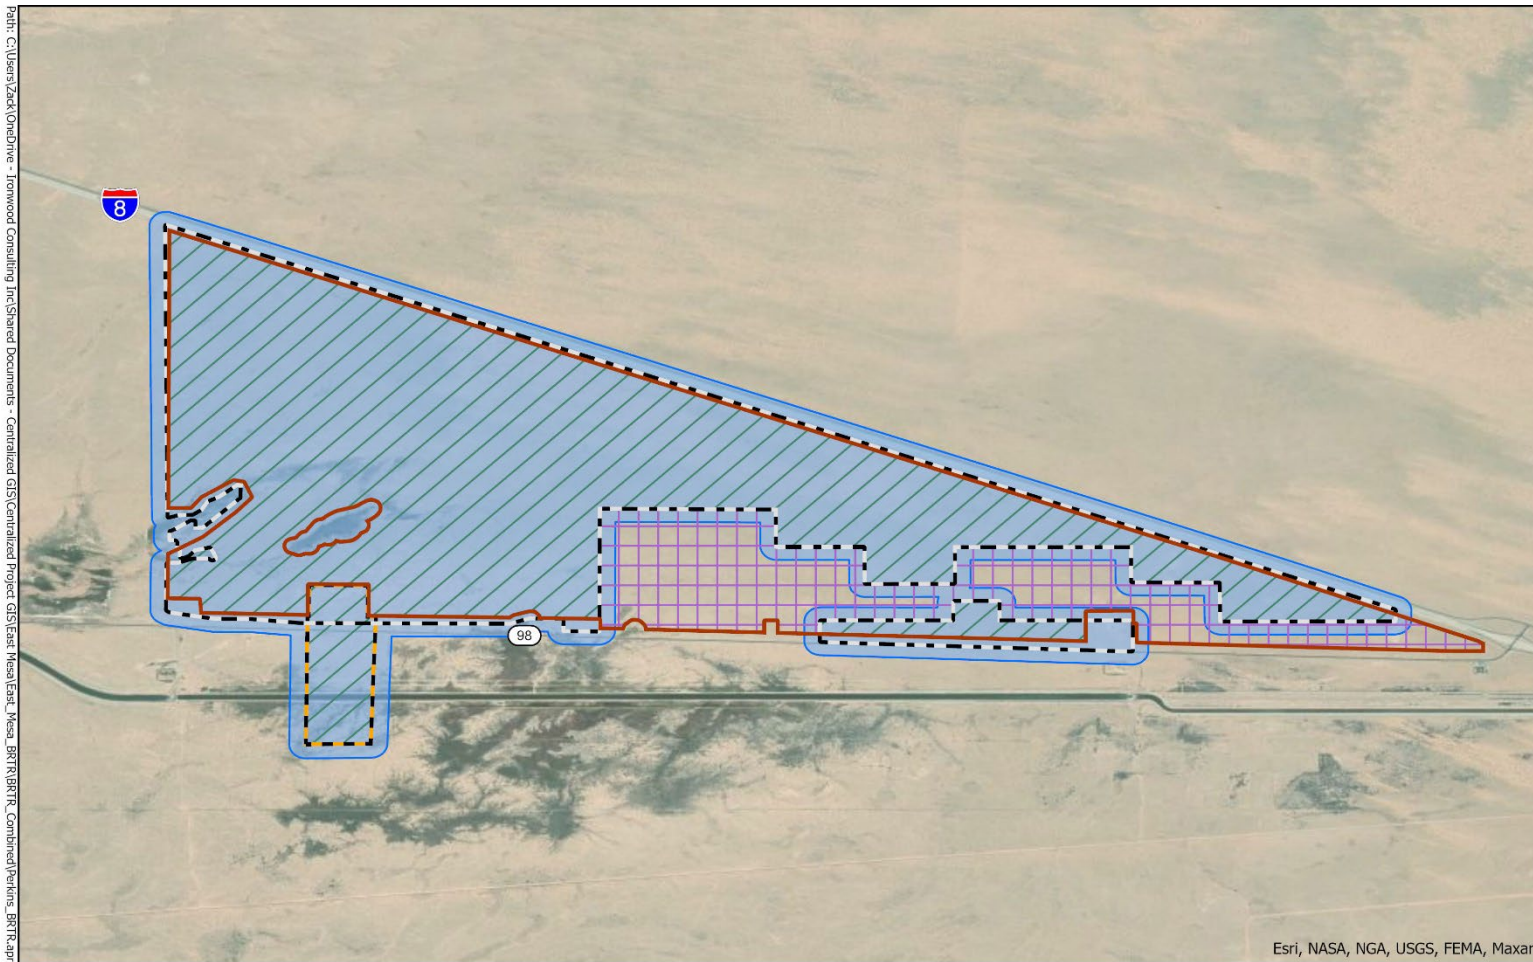 Path: C:\Users\Zack\OneDrive - Ironwood Consulting Inc\Shared Documents - Centralized GIS\Centralized Project GIS\East Mesa\East_Mesa_BRTR\BRTR_Combined\Perkins_BRTR.apr
8
98
Esri, NASA, NGA, USGS, FEMA, Maxar